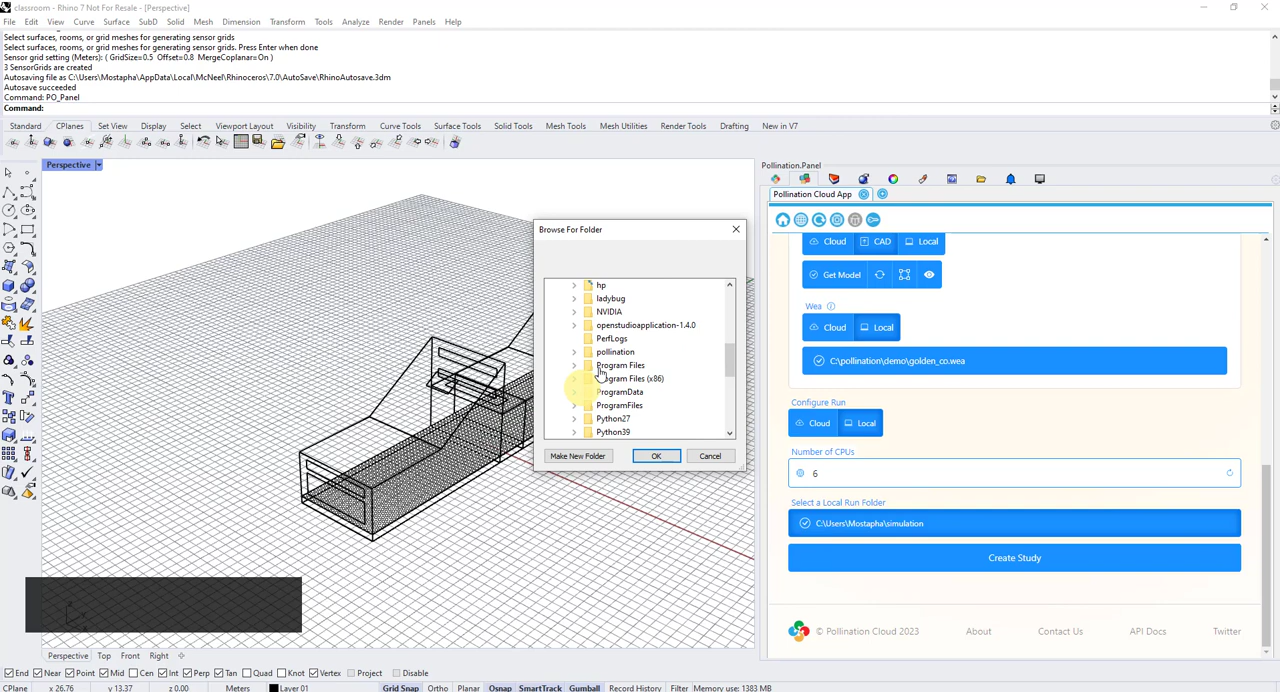 classroom - Rhino 7 Not For Resale - [Perspective]
File Edit View Curve Surface SubD Solid Mesh Dimension Transform Tools Analyze Render Panels Help
Select surfaces, rooms, or grid meshes for generating sensor grids
Select surfaces, rooms, or grid meshes for generating sensor grids. Press Enter when done
Sensor grid setting (Meters): ( GridSize=0.5 Offset=0.8 MergeCoplanar=On )
3 SensorGrids are created
Autosaving file as C:\Users\Mostapha\AppData\Local\McNeel\Rhinoceros\7.0\AutoSave\RhinoAutosave.3dm
Autosave succeeded
Command: PO_Panel
Command:
Standard CPlanes Set View Display Select Viewport Layout Visibility Transform Curve Tools Surface Tools Solid Tools Mesh Tools Mesh Utilities Render Tools Drafting New in V7
Perspective
Pollination.Panel
Pollination Cloud App
Browse For Folder
hp
ladybug
NVIDIA
openstudioapplication-1.4.0
PerfLogs
pollination
Program Files
Program Files (x86)
ProgramData
ProgramFiles
Python27
Python39
Make New Folder OK Cancel
Cloud CAD Local
Get Model
Wea
Cloud Local
C:\pollination\demo\golden_co.wea
Configure Run
Cloud Local
Number of CPUs
6
Select a Local Run Folder
C:\Users\Mostapha\simulation
Create Study
© Pollination Cloud 2023 About Contact Us API Docs Twitter
Perspective Top Front Right
End Near Point Mid Cen Int Perp Tan Quad Knot Vertex Project Disable
CPlane x 26.76 y 13.37 z 0.00 Meters Layer 01 Grid Snap Ortho Planar Osnap SmartTrack Gumball Record History Filter Memory use: 1383 MB